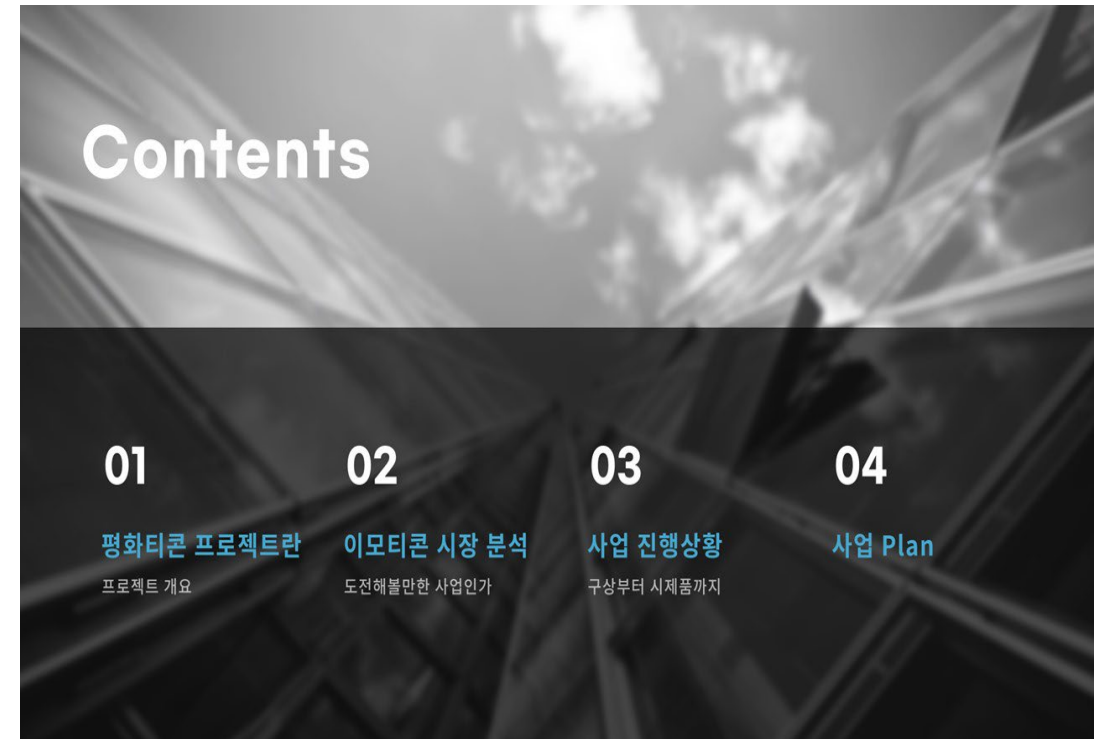 Contents
01
평화티콘 프로젝트란
프로젝트 개요
02
이모티콘 시장 분석
도전해볼만한 사업인가
03
사업 진행상황
구상부터 시제품까지
04
사업 Plan